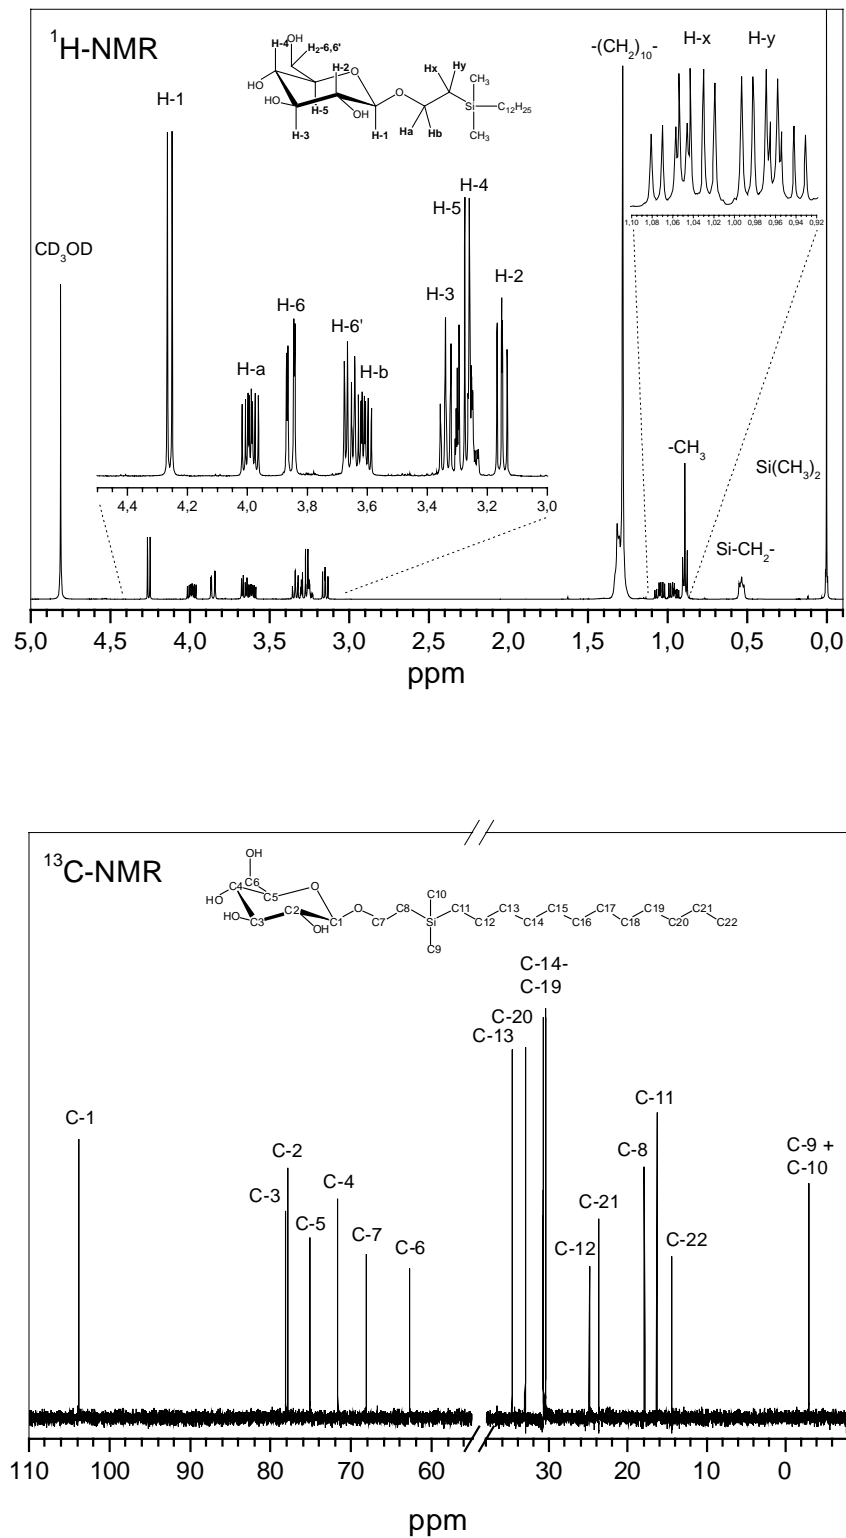 ¹H-NMR
H-4
OH
H₂-6,6'
HO
H-2
O
HO
H-5
OH
H-3
H-1
O
Ha
Hb
Hx
Hy
CH₃
Si
C₁₂H₂₅
CH₃
-(CH₂)₁₀-
H-x
H-y
1,10
1,08
1,06
1,04
1,02
1,00
0,98
0,96
0,94
0,92
H-1
CD₃OD
H-a
H-6
H-6'
H-b
H-3
H-5
H-4
H-2
4,4
4,2
4,0
3,8
3,6
3,4
3,2
3,0
-CH₃
Si(CH₃)₂
Si-CH₂-
5,0
4,5
4,0
3,5
3,0
2,5
2,0
1,5
1,0
0,5
0,0
ppm
¹³C-NMR
OH
C6
HO
C4
C5
O
HO
C3
C2
OH
C1
O
C7
C8
C10
Si
C9
C11
C12
C13
C14
C15
C16
C17
C18
C19
C20
C21
C22
C-14-
C-19
C-20
C-13
C-1
C-2
C-3
C-5
C-4
C-7
C-6
C-11
C-8
C-21
C-12
C-22
C-9 +
C-10
110
100
90
80
70
60
30
20
10
0
ppm